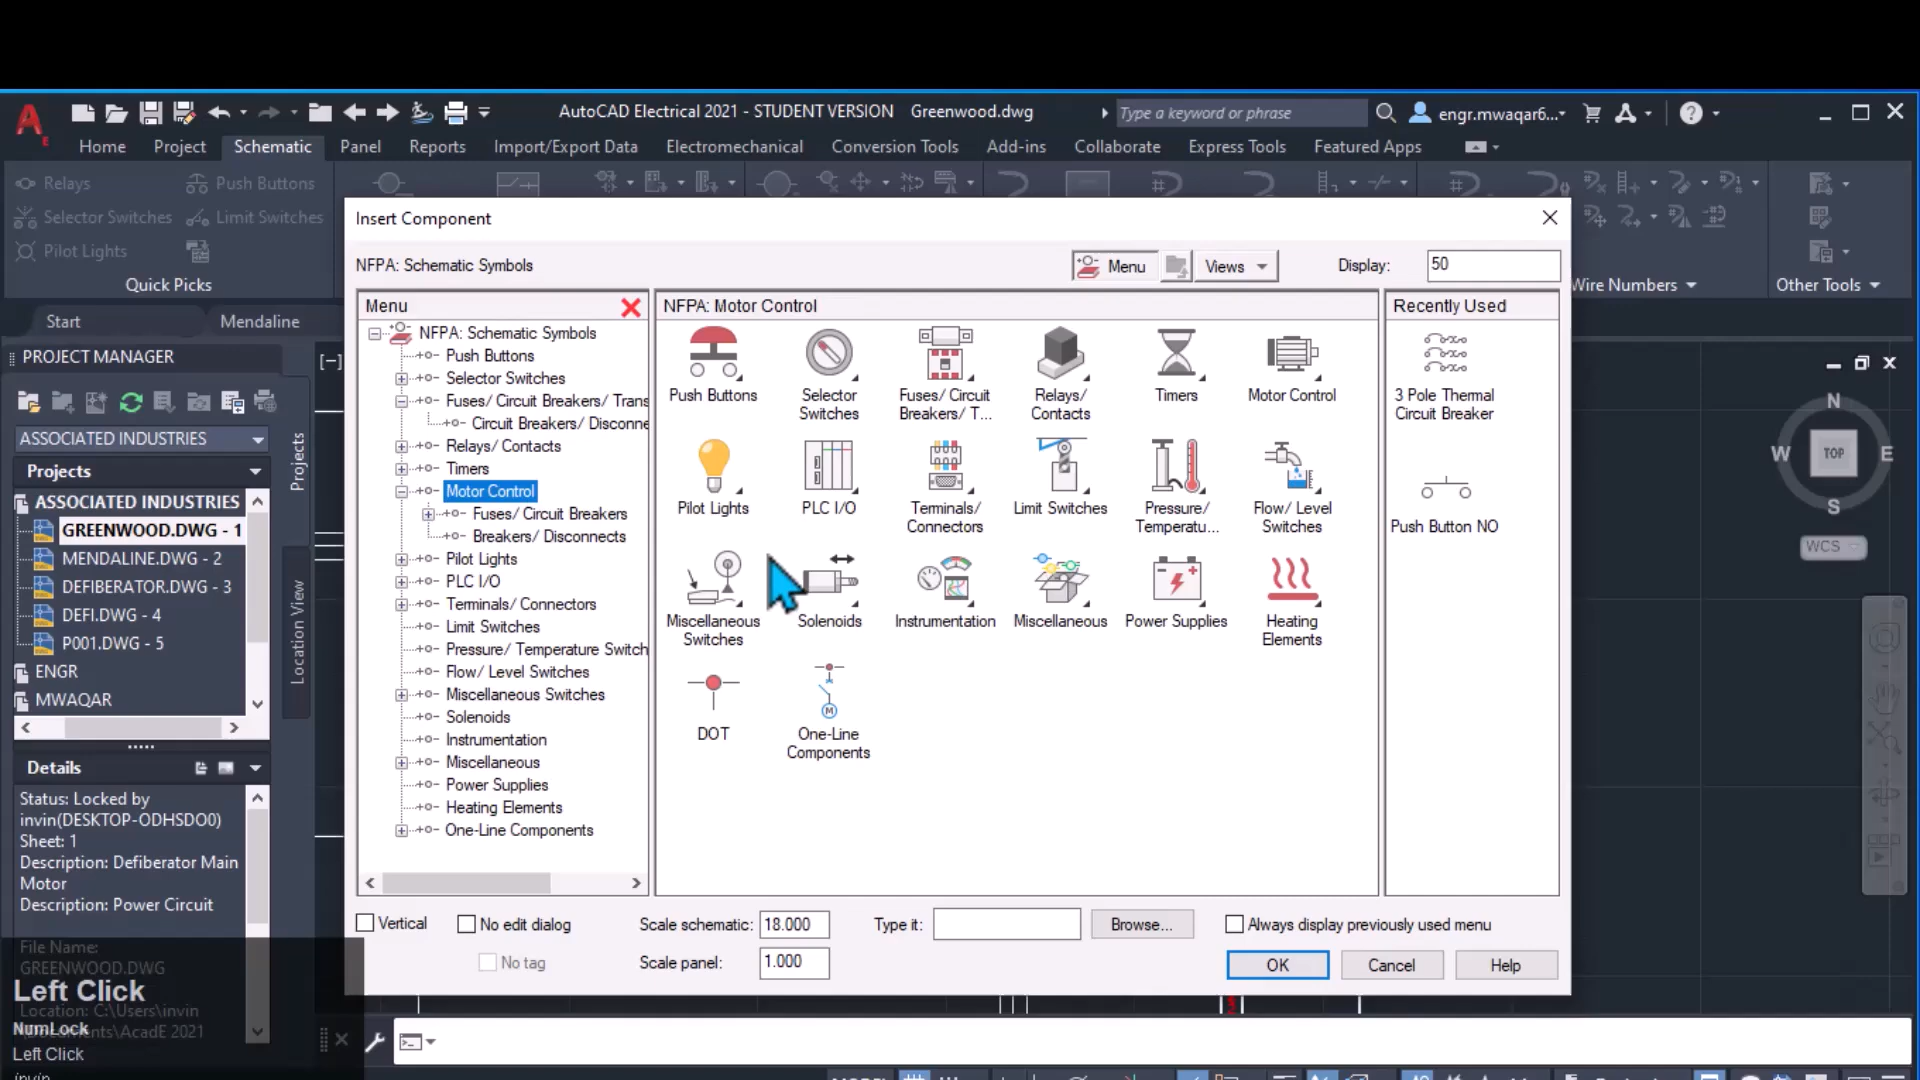 AutoCAD Electrical 2021 - STUDENT VERSION Greenwood.dwg
Type a keyword or phrase
engr.mwaqar6...
Home Project Schematic Panel Reports Import/Export Data Electromechanical Conversion Tools Add-ins Collaborate Express Tools Featured Apps
Relays Push Buttons
Selector Switches Limit Switches
Pilot Lights
Quick Picks
Wire Numbers
Other Tools
Start Mendaline
PROJECT MANAGER
ASSOCIATED INDUSTRIES
Projects
ASSOCIATED INDUSTRIES
GREENWOOD.DWG - 1
MENDALINE.DWG - 2
DEFIBERATOR.DWG - 3
DEFI.DWG - 4
P001.DWG - 5
ENGR
MWAQAR
Projects
Location View
Details
Status: Locked by
invin(DESKTOP-ODHSDO0)
Sheet: 1
Description: Defiberator Main
Motor
Description: Power Circuit
File Name:
GREENWOOD.DWG
Location: C:\Users\invin
\Documents\AcadE 2021
Left Click
NumLock
Left Click
invin
Insert Component
NFPA: Schematic Symbols
Menu
Views
Display:
50
Menu
NFPA: Schematic Symbols
Push Buttons
Selector Switches
Fuses/ Circuit Breakers/ Trans
Circuit Breakers/ Disconne
Relays/ Contacts
Timers
Motor Control
Fuses/ Circuit Breakers
Breakers/ Disconnects
Pilot Lights
PLC I/O
Terminals/ Connectors
Limit Switches
Pressure/ Temperature Switch
Flow/ Level Switches
Miscellaneous Switches
Solenoids
Instrumentation
Miscellaneous
Power Supplies
Heating Elements
One-Line Components
NFPA: Motor Control
Push Buttons
Selector
Switches
Fuses/ Circuit
Breakers/ T...
Relays/
Contacts
Timers
Motor Control
Pilot Lights
PLC I/O
Terminals/
Connectors
Limit Switches
Pressure/
Temperatu...
Flow/ Level
Switches
Miscellaneous
Switches
Solenoids
Instrumentation
Miscellaneous
Power Supplies
Heating
Elements
DOT
M
One-Line
Components
Recently Used
3 Pole Thermal
Circuit Breaker
Push Button NO
Vertical
No edit dialog
No tag
Scale schematic: 18.000
Scale panel: 1.000
Type it:
Browse...
Always display previously used menu
OK Cancel Help
N
W TOP E
S
WCS